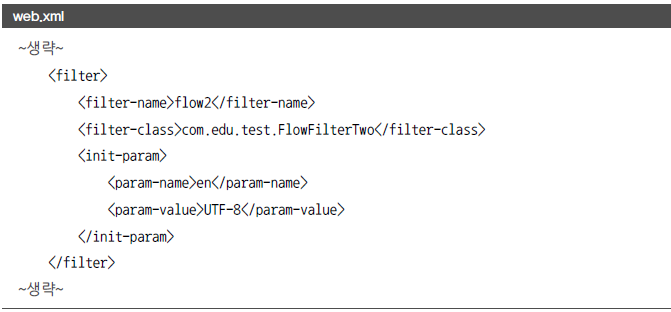 web.xml
~생략~
<filter>
<filter-name>flow2</filter-name>
<filter-class>com.edu.test.FlowFilterTwo</filter-class>
<init-param>
<param-name>en</param-name>
<param-value>UTF-8</param-value>
</init-param>
</filter>
~생략~